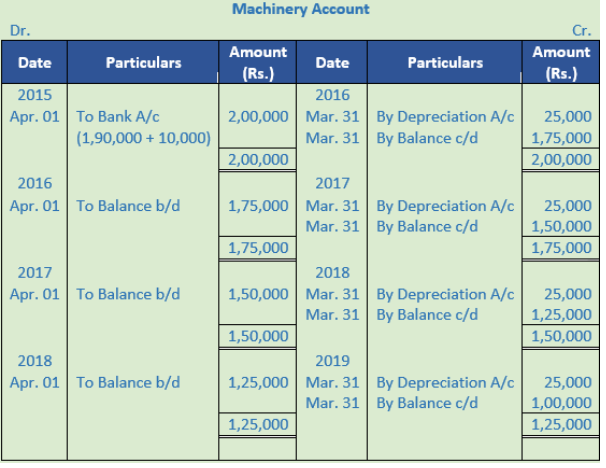 Machinery Account
Dr. Cr.
Date Particulars Amount (Rs.) Date Particulars Amount (Rs.)
2015 2016
Apr. 01 To Bank A/c 2,00,000 Mar. 31 By Depreciation A/c 25,000
(1,90,000 + 10,000) Mar. 31 By Balance c/d 1,75,000
2,00,000 2,00,000
2016 2017
Apr. 01 To Balance b/d 1,75,000 Mar. 31 By Depreciation A/c 25,000
Mar. 31 By Balance c/d 1,50,000
1,75,000 1,75,000
2017 2018
Apr. 01 To Balance b/d 1,50,000 Mar. 31 By Depreciation A/c 25,000
Mar. 31 By Balance c/d 1,25,000
1,50,000 1,50,000
2018 2019
Apr. 01 To Balance b/d 1,25,000 Mar. 31 By Depreciation A/c 25,000
Mar. 31 By Balance c/d 1,00,000
1,25,000 1,25,000